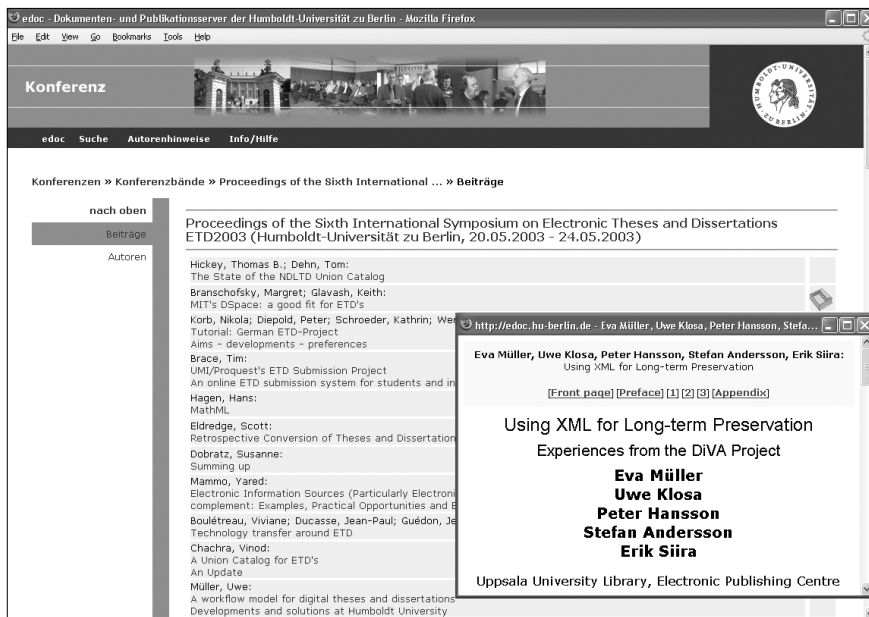 edoc - Dokumenten- und Publikationsserver der Humboldt-Universität zu Berlin - Mozilla Firefox
File Edit View Go Bookmarks Tools Help
Konferenz
HUMBOLDT-UNIVERSITÄT ZU BERLIN
edoc Suche Autorenhinweise Info/Hilfe
Konferenzen » Konferenzbände » Proceedings of the Sixth International ... » Beiträge
nach oben
Beiträge
Autoren
Proceedings of the Sixth International Symposium on Electronic Theses and Dissertations
ETD2003 (Humboldt-Universität zu Berlin, 20.05.2003 - 24.05.2003)
Hickey, Thomas B.; Dehn, Tom:
The State of the NDLTD Union Catalog
Branschofsky, Margret; Glavash, Keith:
MIT's DSpace: a good fit for ETD's
Korb, Nikola; Diepold, Peter; Schroeder, Kathrin;
Tutorial: German ETD-Project
Aims - developments - preferences
Brace, Tim:
UMI/Proquest's ETD Submission Project
An online ETD submission system for students and
Hagen, Hans:
MathML
Eldredge, Scott:
Retrospective Conversion of Theses and Dissertation
Dobratz, Susanne:
Summing up
Mammo, Yared:
Electronic Information Sources (Particularly Electroni
complement: Examples, Practical Opportunities and
Boulétreau, Viviane; Ducasse, Jean-Paul; Guédon, Je
Technology transfer around ETD
Chachra, Vinod:
A Union Catalog for ETD's
An Update
Müller, Uwe:
A workflow model for digital theses and dissertations
Developments and solutions at Humboldt University
http://edoc.hu-berlin.de - Eva Müller, Uwe Klosa, Peter Hansson, Stefa...
Eva Müller, Uwe Klosa, Peter Hansson, Stefan Andersson, Erik Siira:
Using XML for Long-term Preservation
[Front page] [Preface] [1] [2] [3] [Appendix]
Using XML for Long-term Preservation
Experiences from the DiVA Project
Eva Müller
Uwe Klosa
Peter Hansson
Stefan Andersson
Erik Siira
Uppsala University Library, Electronic Publishing Centre